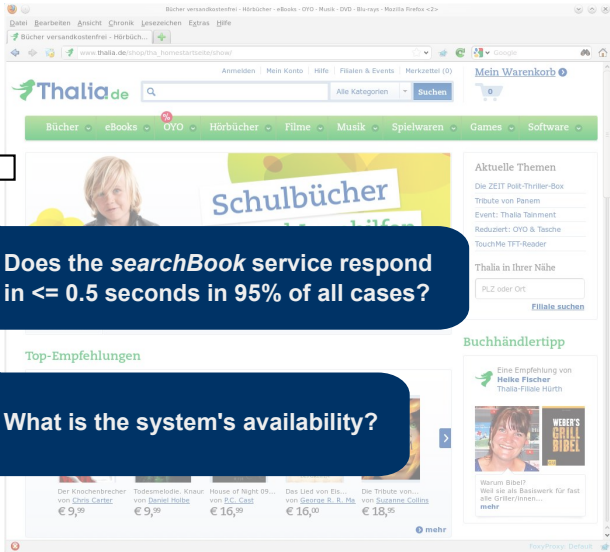 Bücher versandkostenfrei - Hörbücher - eBooks - OYO - Musik - DVD - Blu-rays - Mozilla Firefox <2>
Datei Bearbeiten Ansicht Chronik Lesezeichen Extras Hilfe
Bücher versandkostenfrei - Hörbüch...
www.thalia.de/shop/tha_homestartseite/show/
Google
Anmelden | Mein Konto | Hilfe | Filialen & Events | Merkzettel (0)
Mein Warenkorb
Thalia.de
Alle Kategorien
Suchen
0
%
Bücher eBooks OYO Hörbücher Filme Musik Spielwaren Games Software
Schulbücher
Aktuelle Themen
Die ZEIT Polit-Thriller-Box
Tribute von Panem
Event: Thalia Tainment
Reduziert: OYO & Tasche
TouchMe TFT-Reader
Thalia in Ihrer Nähe
PLZ oder Ort
Filiale suchen
Does the searchBook service respond
in <= 0.5 seconds in 95% of all cases?
Top-Empfehlungen
Buchhändlertipp
Eine Empfehlung von
Heike Fischer
Thalia-Filiale Hürth
What is the system's availability?
WEBER'S
GRILL
BIBEL
Der Knochenbrecher
von Chris Carter
€ 9,99
Todesmelodie. Knaur
von Daniel Holbe
€ 9,99
House of Night 09...
von P.C. Cast
€ 16,99
Das Lied von Eis...
von George R. R. Ma
€ 16,00
Die Tribute von...
von Suzanne Collins
€ 18,95
mehr
Warum Bibel?
Weil sie als Basiswerk für fast
alle Griller/innen...
mehr
FoxyProxy: Default